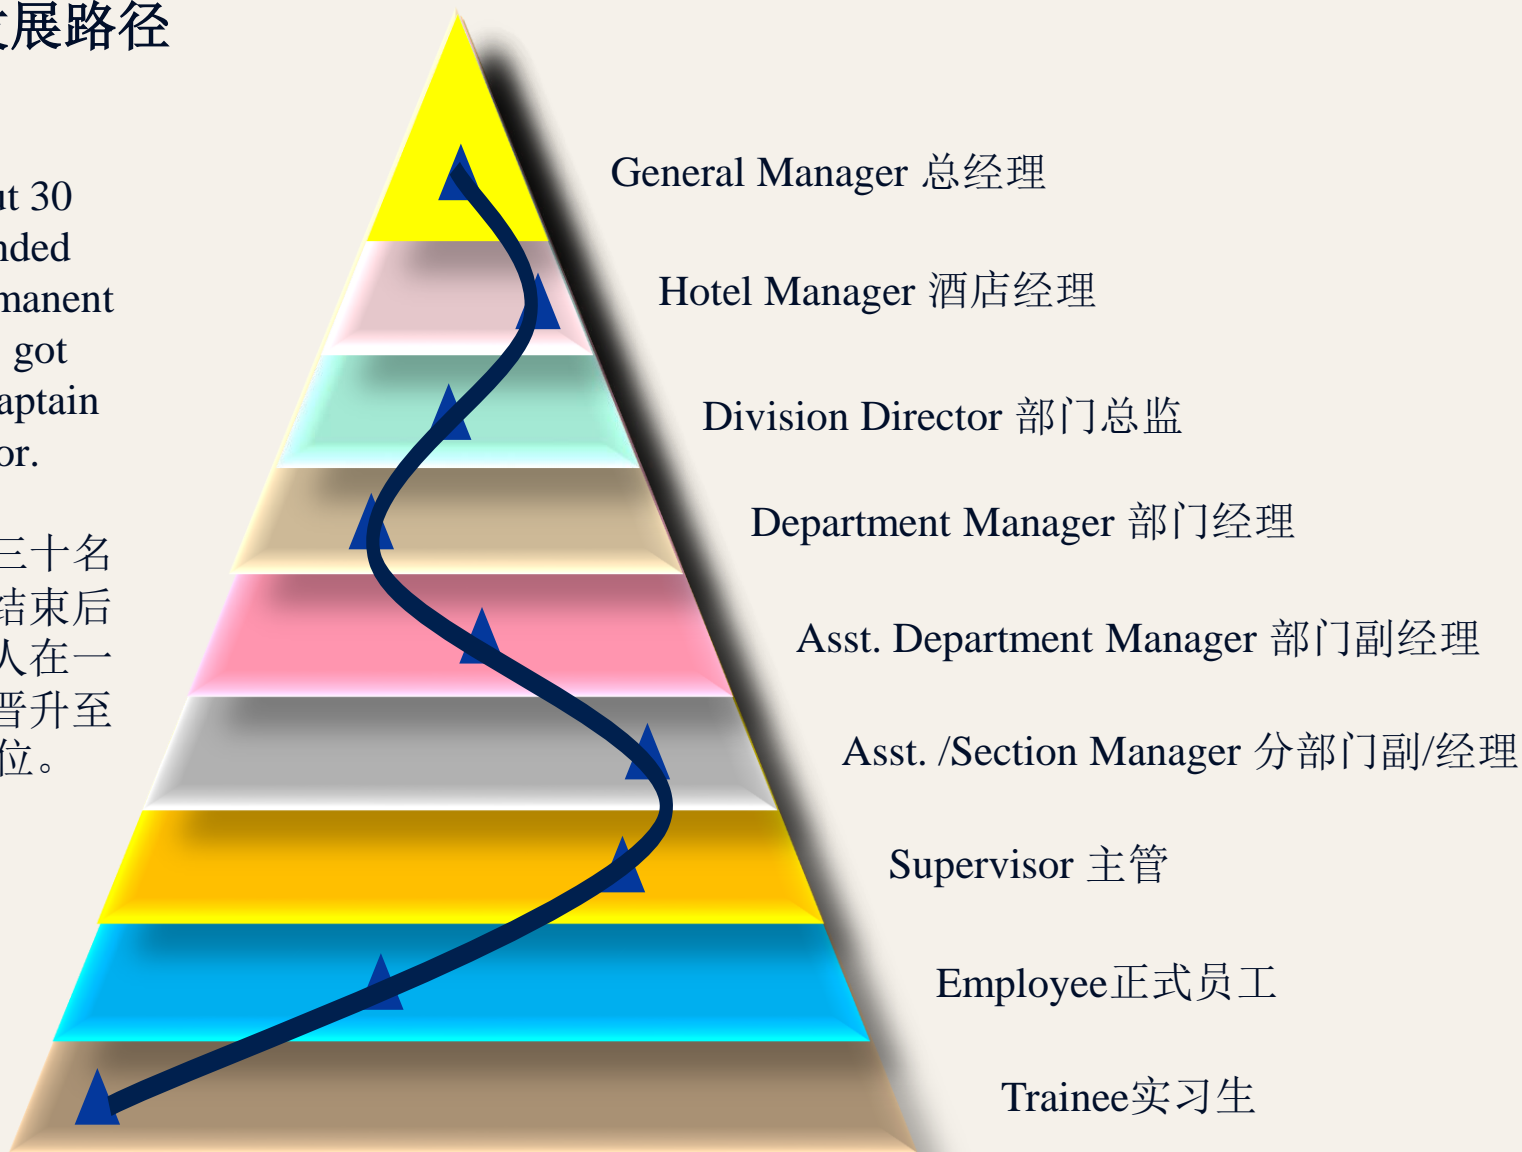 展路径
30
got
or.
三十名
结束后
人在一
晋升至
位。
General Manager 总经理
Hotel Manager 酒店经理
Division Director 部门总监
Department Manager 部门经理
Asst. Department Manager 部门副经理
Asst. /Section Manager 分部门副/经理
Supervisor 主管
Employee正式员工
Trainee实习生